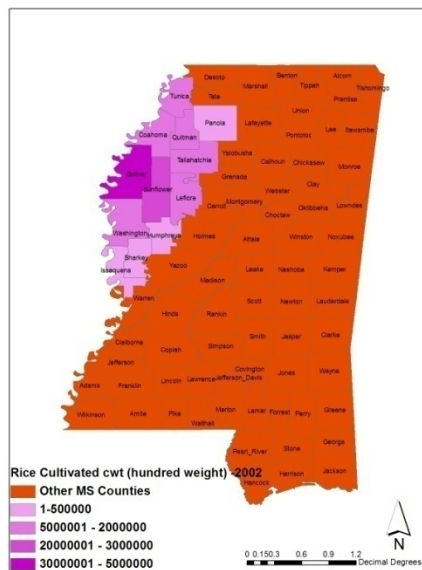 Benton Alcorn
Desoto Marshall Tippah Tishomingo
Tunica Tate Prentiss
Union
Panola Lafayette
Coahoma Quitman Pontotoc Lee Itawamba
Tallahatchie Yalobusha
Calhoun Chickasaw
Bolivar Grenada Monroe
Sunflower Clay
Leflore Webster
Carroll Montgomery Oktibbeha Lowndes
Choctaw
Washington Humphreys
Holmes Attala Winston Noxubee
Sharkey
Issaquena Yazoo Leake Neshoba Kemper
Madison
Warren
Scott Newton Lauderdale
Hinds Rankin
Smith Jasper Clarke
Claiborne Simpson
Copiah
Jefferson Covington Wayne
Jones
Adams Franklin Lincoln Lawrence Jefferson_Davis
Wilkinson Amite Pike Marion Lamar Forrest Perry Greene
Walthall
George
Pearl_River Stone
Rice Cultivated cwt (hundred weight) -2002
Hancock Harrison Jackson
Other MS Counties
1-500000
5000001 - 2000000
20000001 - 3000000
30000001 - 5000000
N
0 0.150.3 0.6 0.9 1.2
Decimal Degrees